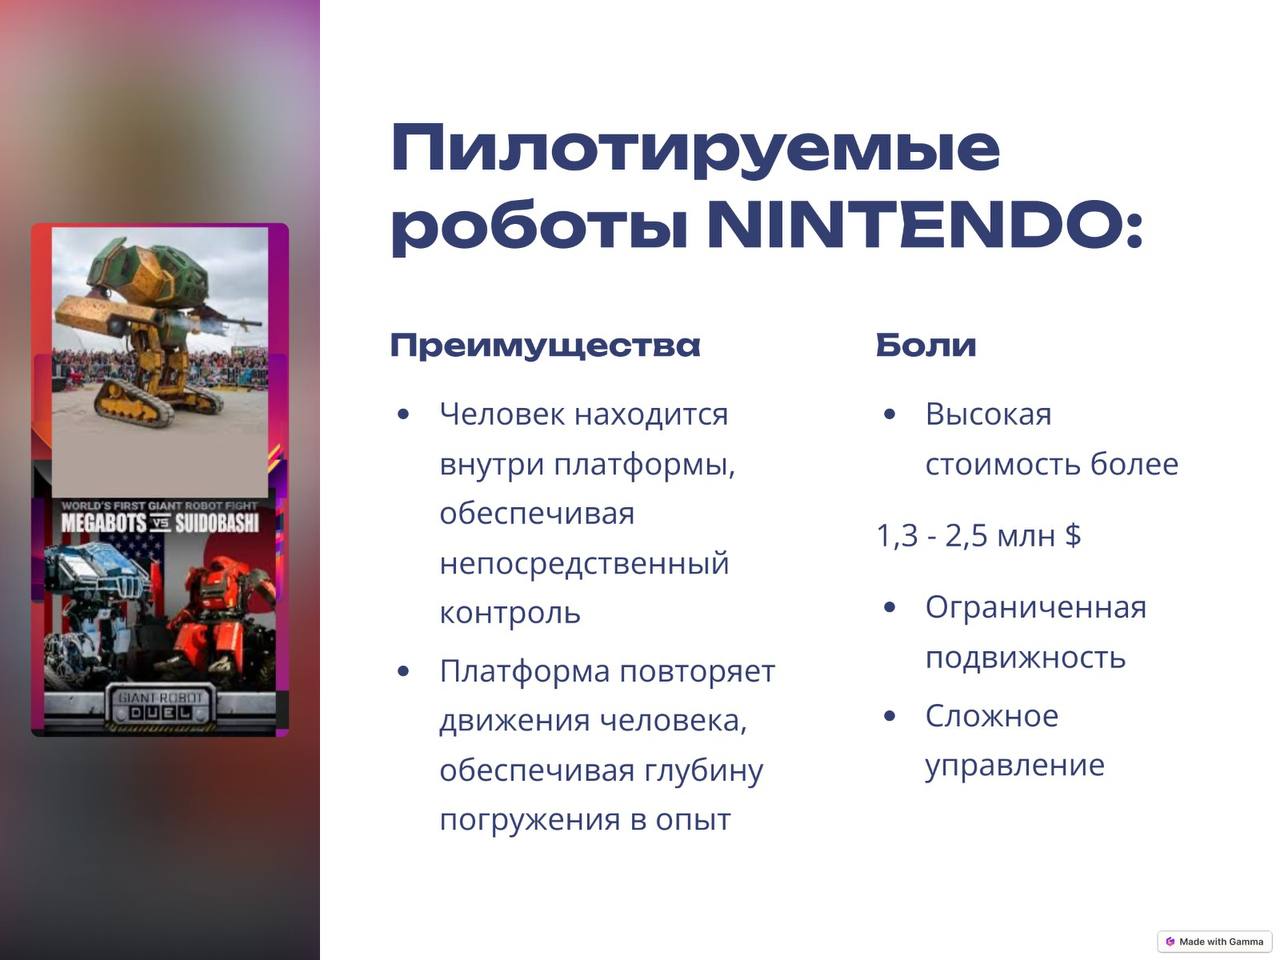 Пилотируемые
роботы NINTENDO:
Преимущества
• Человек находится
внутри платформы,
обеспечивая
непосредственный
контроль
• Платформа повторяет
движения человека,
обеспечивая глубину
погружения в опыт
Боли
• Высокая
стоимость более
1,3 - 2,5 млн $
• Ограниченная
подвижность
• Сложное
управление
WORLD'S FIRST GIANT ROBOT FIGHT
MEGABOTS VS SUIDOBASHI
GIANT ROBOT
DUEL
Made with Gamma